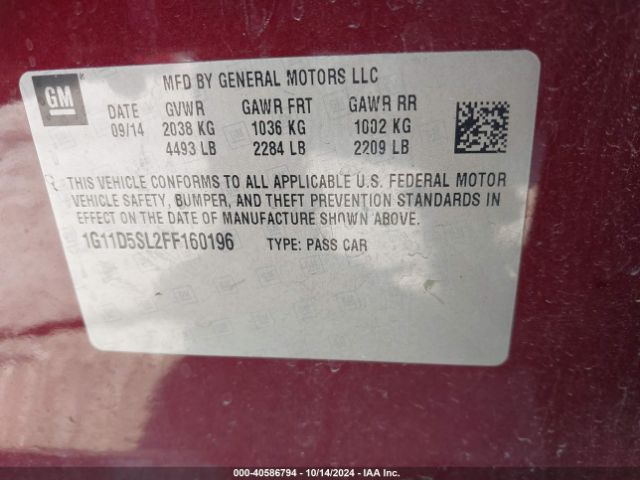 GM
MFD BY GENERAL MOTORS LLC
DATE GVWR GAWR FRT GAWR RR
09/14 2038 KG 1036 KG 1002 KG
4493 LB 2284 LB 2209 LB
THIS VEHICLE CONFORMS TO ALL APPLICABLE U.S. FEDERAL MOTOR
VEHICLE SAFETY, BUMPER, AND THEFT PREVENTION STANDARDS IN
EFFECT ON THE DATE OF MANUFACTURE SHOWN ABOVE.
1G11D5SL2FF160196 TYPE: PASS CAR
000-40586794 - 10/14/2024 - IAA Inc.